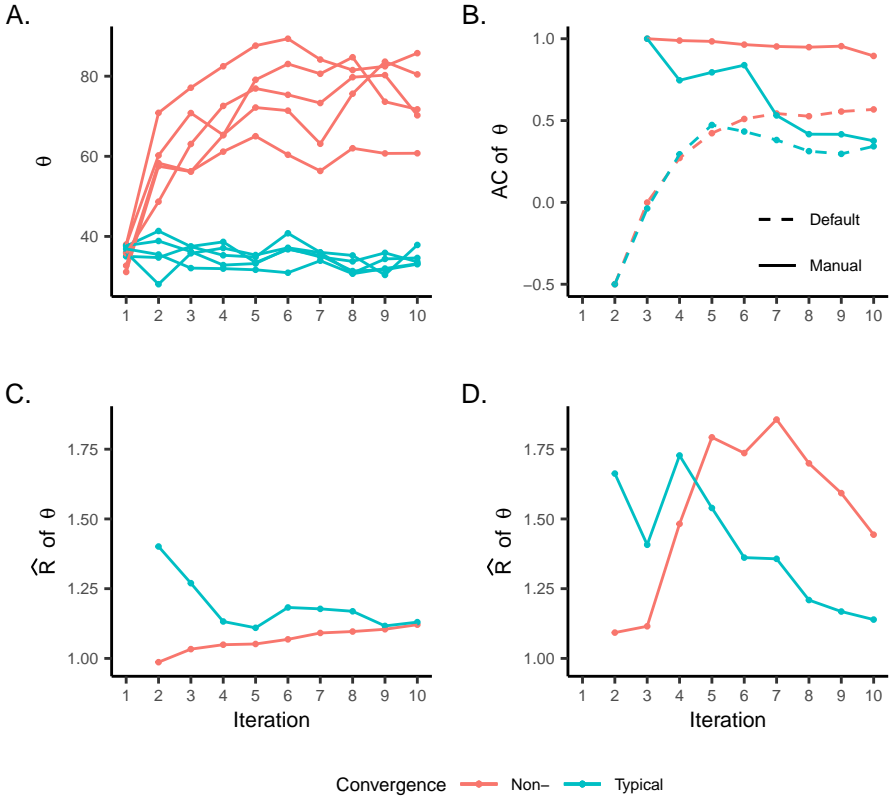 A.
80
60
40
θ
1 2 3 4 5 6 7 8 9 10
B.
1.0
0.5
0.0
−0.5
AC of θ
Default
Manual
1 2 3 4 5 6 7 8 9 10
C.
1.75
1.50
1.25
1.00
R̂ of θ
1 2 3 4 5 6 7 8 9 10
Iteration
D.
1.75
1.50
1.25
1.00
R̂ of θ
1 2 3 4 5 6 7 8 9 10
Iteration
Convergence Non− Typical